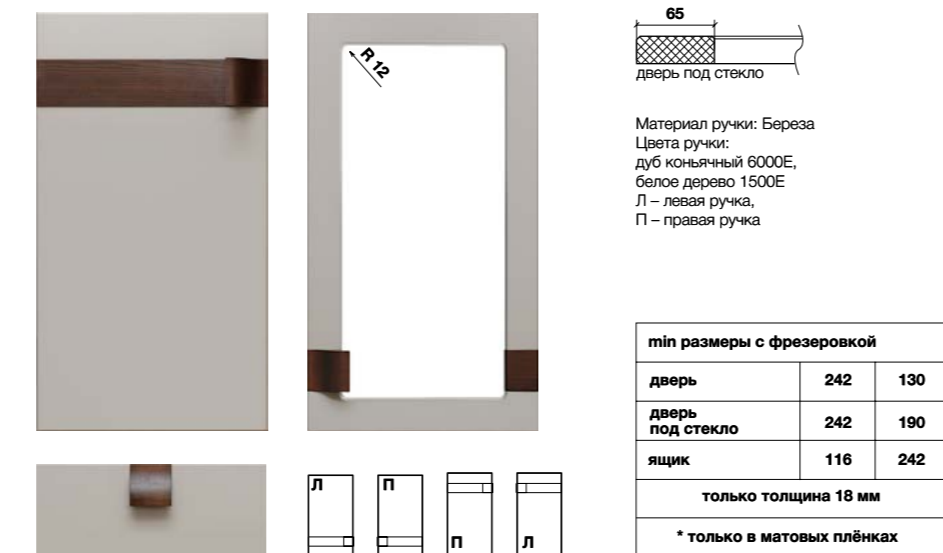 R 12
65
дверь под стекло
Материал ручки: Береза
Цвета ручки:
дуб коньячный 6000E,
белое дерево 1500E
Л – левая ручка,
П – правая ручка
min размеры с фрезеровкой
дверь 242 130
дверь
под стекло 242 190
ящик 116 242
только толщина 18 мм
* только в матовых плёнках
Л П
П Л